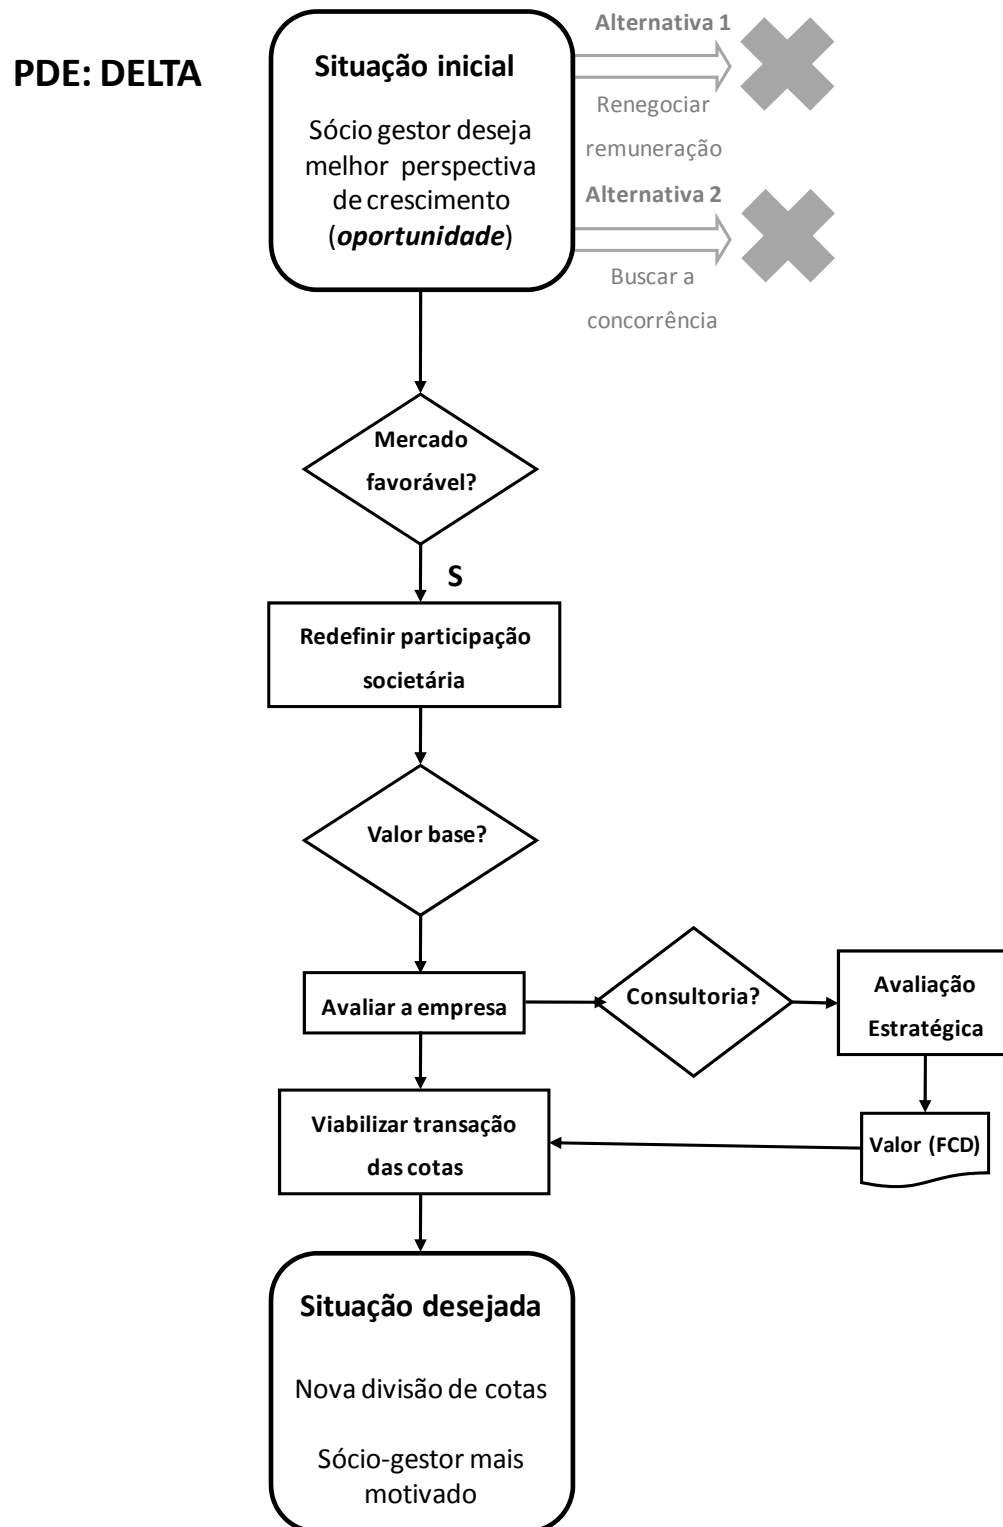 PDE: DELTA
Situação inicial
Sócio gestor deseja
melhor perspectiva
de crescimento
(oportunidade)
Alternativa 1
Renegociar
remuneração
Alternativa 2
Buscar a
concorrência
Mercado
favorável?
S
Redefinir participação
societária
Valor base?
Avaliar a empresa
Consultoria?
Avaliação
Estratégica
Viabilizar transação
das cotas
Valor (FCD)
Situação desejada
Nova divisão de cotas
Sócio-gestor mais
motivado